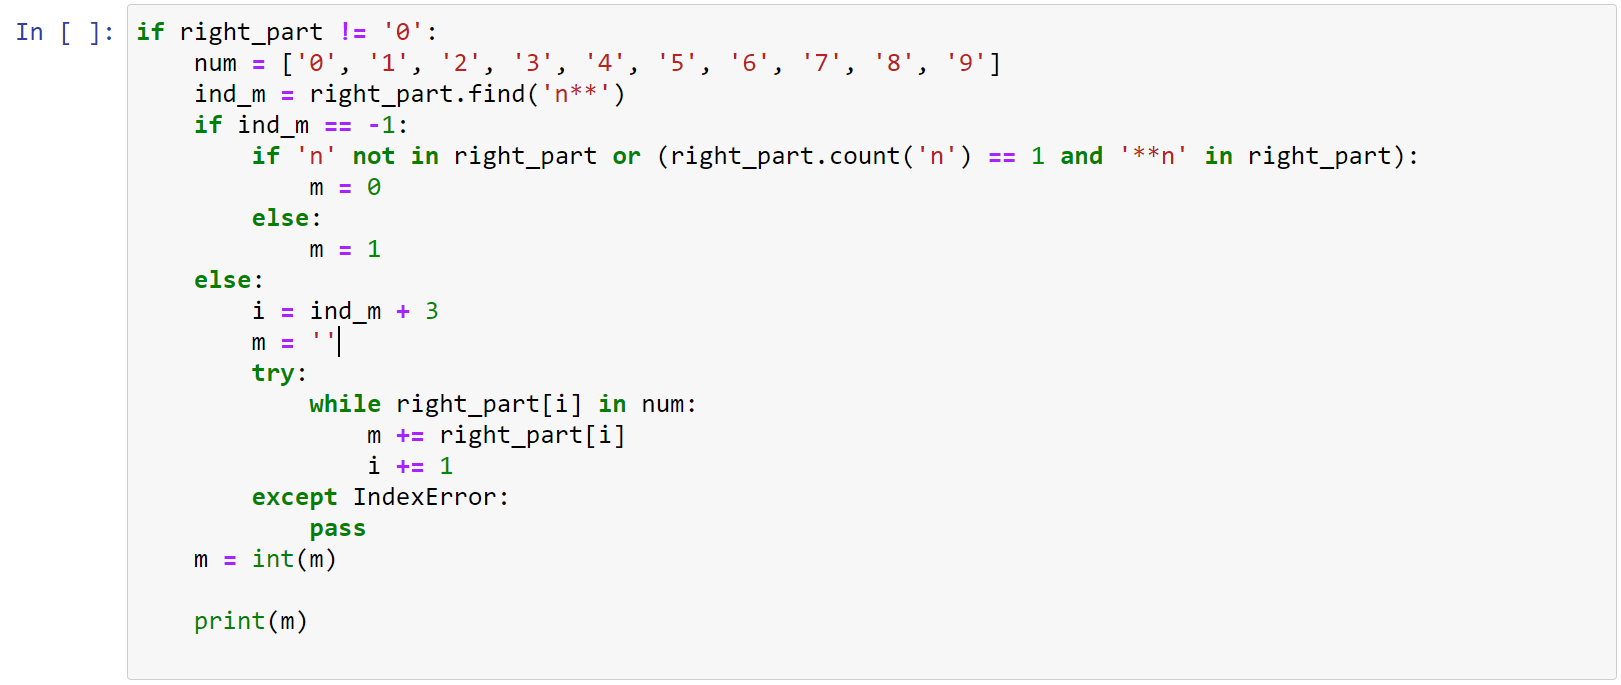 In [ ]: if right_part != '0':
    num = ['0', '1', '2', '3', '4', '5', '6', '7', '8', '9']
    ind_m = right_part.find('n**')
    if ind_m == -1:
        if 'n' not in right_part or (right_part.count('n') == 1 and '**n' in right_part):
            m = 0
        else:
            m = 1
    else:
        i = ind_m + 3
        m = ''
        try:
            while right_part[i] in num:
                m += right_part[i]
                i += 1
        except IndexError:
            pass
    m = int(m)
    print(m)